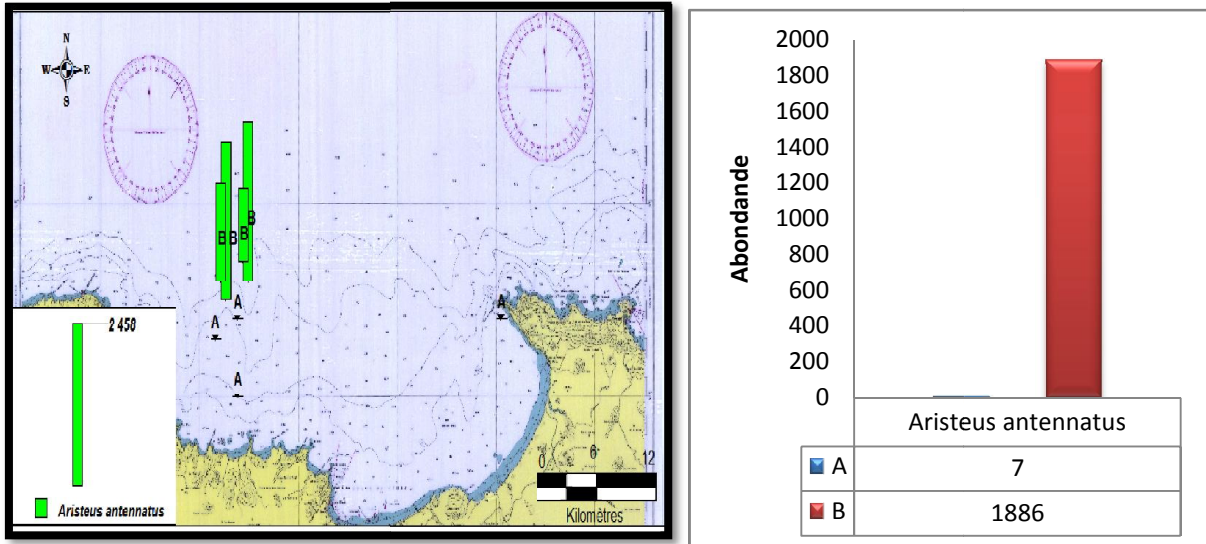 N
W E
S
B B B B
A
A
A
A
2 458
Aristeus antennatus
0 6 12
Kilomètres
Abondande
2000
1800
1600
1400
1200
1000
800
600
400
200
0
Aristeus antennatus
A 7
B 1886